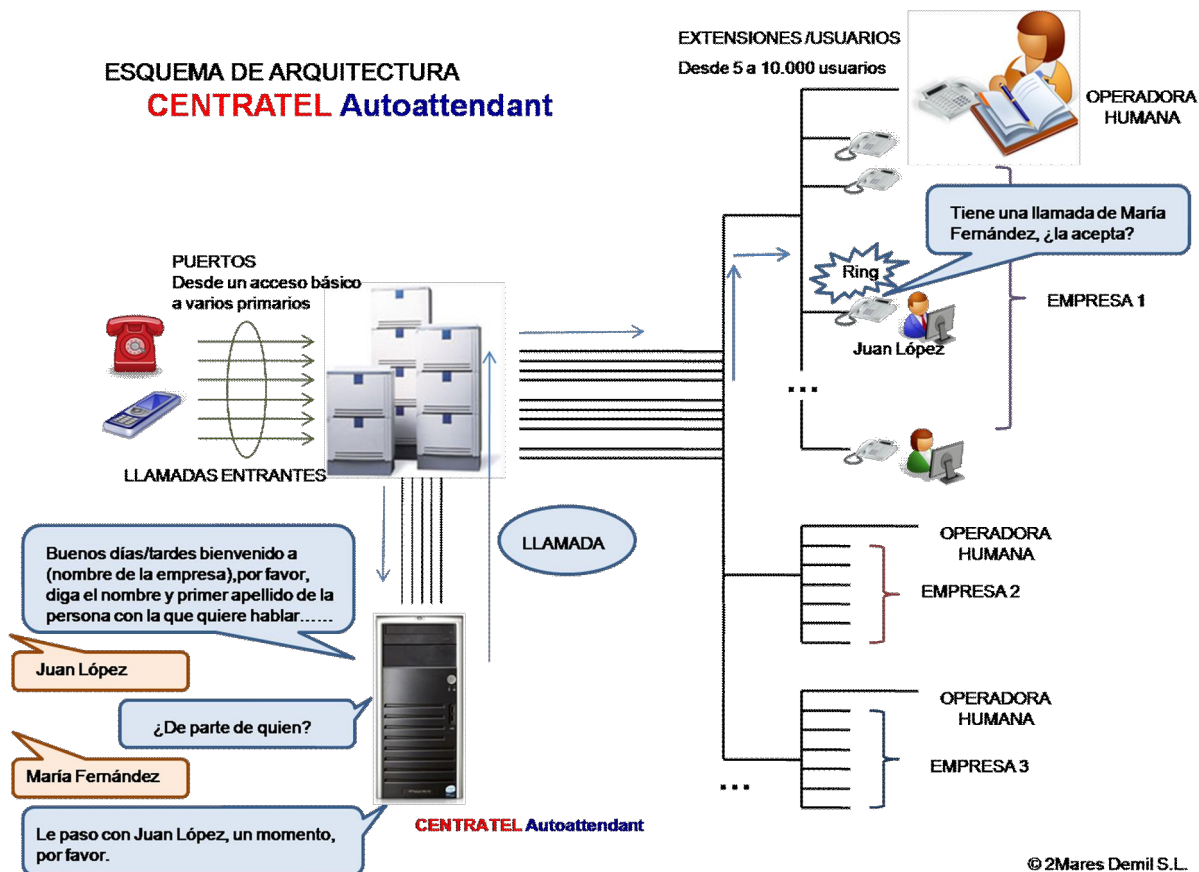 ESQUEMA DE ARQUITECTURA
CENTRATEL Autoattendant
EXTENSIONES /USUARIOS
Desde 5 a 10.000 usuarios
OPERADORA
HUMANA
Tiene una llamada de María
Fernández, ¿la acepta?
PUERTOS
Desde un acceso básico
a varios primarios
Ring
EMPRESA 1
Juan López
...
LLAMADAS ENTRANTES
LLAMADA
Buenos días/tardes bienvenido a
(nombre de la empresa),por favor,
diga el nombre y primer apellido de la
persona con la que quiere hablar......
Juan López
¿De parte de quien?
María Fernández
Le paso con Juan López, un momento,
por favor.
CENTRATEL Autoattendant
OPERADORA
HUMANA
EMPRESA 2
OPERADORA
HUMANA
EMPRESA 3
...
© 2Mares Demil S.L.